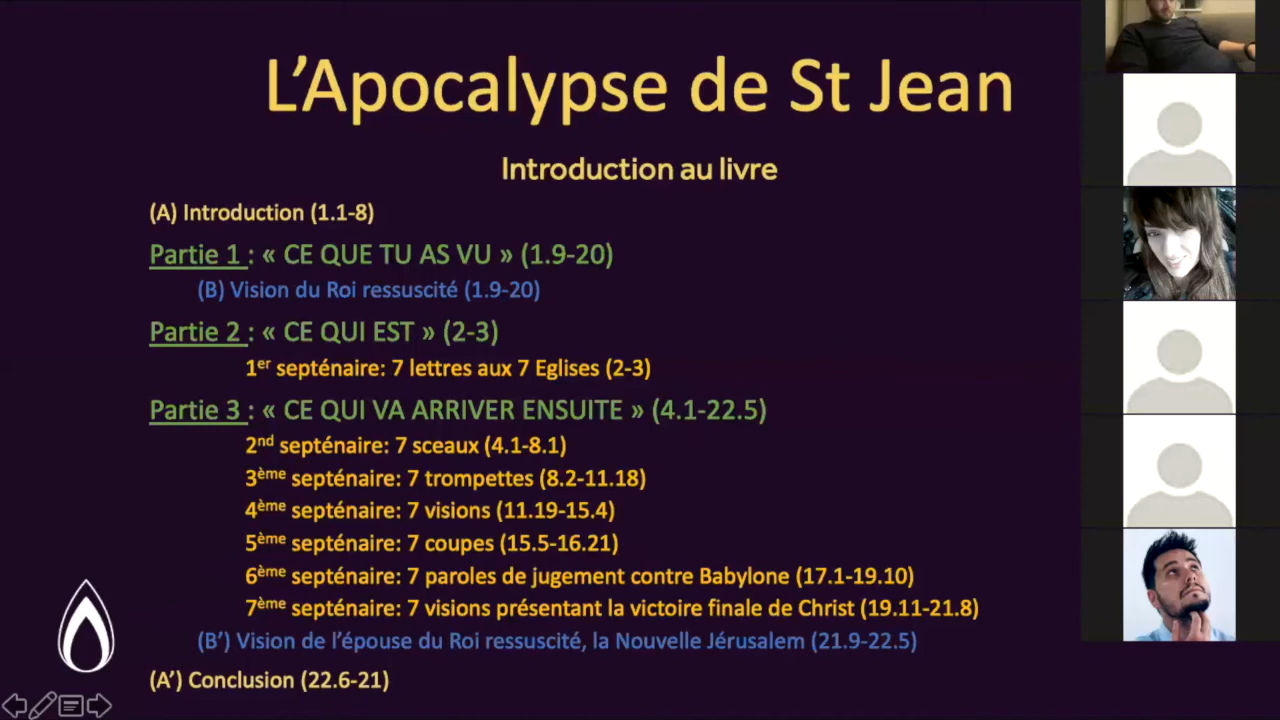 L’Apocalypse de St Jean
Introduction au livre
(A) Introduction (1.1-8)
Partie 1 : « CE QUE TU AS VU » (1.9-20)
(B) Vision du Roi ressuscité (1.9-20)
Partie 2 : « CE QUI EST » (2-3)
1er septénaire: 7 lettres aux 7 Eglises (2-3)
Partie 3 : « CE QUI VA ARRIVER ENSUITE » (4.1-22.5)
2nd septénaire: 7 sceaux (4.1-8.1)
3ème septénaire: 7 trompettes (8.2-11.18)
4ème septénaire: 7 visions (11.19-15.4)
5ème septénaire: 7 coupes (15.5-16.21)
6ème septénaire: 7 paroles de jugement contre Babylone (17.1-19.10)
7ème septénaire: 7 visions présentant la victoire finale de Christ (19.11-21.8)
(B’) Vision de l’épouse du Roi ressuscité, la Nouvelle Jérusalem (21.9-22.5)
(A’) Conclusion (22.6-21)